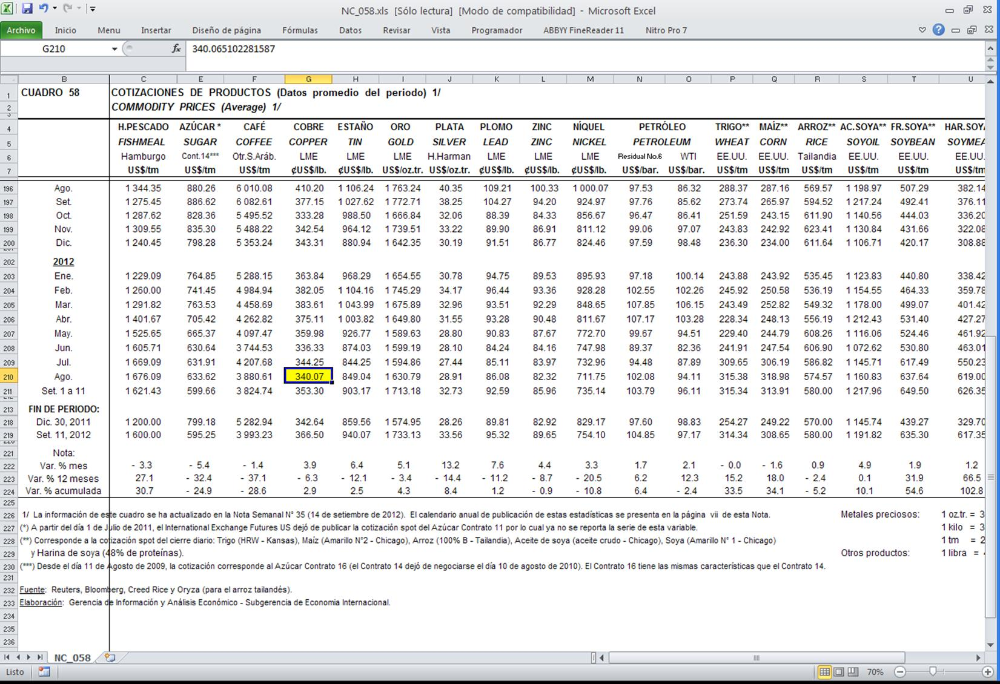 NC_058.xls [Sólo lectura] [Modo de compatibilidad] - Microsoft Excel
Archivo Inicio Menu Insertar Diseño de página Fórmulas Datos Revisar Vista Programador ABBYY FineReader 11 Nitro Pro 7
G210 fx 340.065102281587
B C E F G H I J K L M N O P Q R S T U
1 CUADRO 58 COTIZACIONES DE PRODUCTOS (Datos promedio del periodo) 1/
2 COMMODITY PRICES (Average) 1/
3
4 H.PESCADO AZÚCAR * CAFÉ COBRE ESTAÑO ORO PLATA PLOMO ZINC NÍQUEL PETRÓLEO TRIGO** MAÍZ** ARROZ** AC.SOYA** FR.SOYA** HAR.SOYA
5 FISHMEAL SUGAR COFFEE COPPER TIN GOLD SILVER LEAD ZINC NICKEL PETROLEUM WHEAT CORN RICE SOYOIL SOYBEAN SOYMEA
6 Hamburgo Cont.14*** Otr.S.Aráb. LME LME LME H.Harman LME LME LME Residual No.6 WTI EE.UU. EE.UU. Tailandia EE.UU. EE.UU. EE.UU.
7 US$/tm US$/tm US$/tm ¢US$/lb. ¢US$/lb. US$/oz.tr. US$/oz.tr. ¢US$/lb. ¢US$/lb. ¢US$/lb. US$/bar. US$/bar. US$/tm US$/tm US$/tm US$/tm US$/tm US$/tm
196 Ago. 1 344.35 880.26 6 010.08 410.20 1 106.24 1 763.24 40.35 109.21 100.33 1 000.07 97.53 86.32 288.37 287.16 569.57 1 198.97 507.29 382.14
197 Set. 1 275.45 886.62 6 082.61 377.15 1 027.62 1 772.71 38.25 104.27 94.20 924.97 97.76 85.62 273.74 265.97 594.52 1 217.24 492.41 376.11
198 Oct. 1 287.62 828.36 5 495.52 333.28 988.50 1 666.84 32.06 88.39 84.33 856.67 96.47 86.41 251.59 243.15 611.90 1 140.56 444.03 336.20
199 Nov. 1 309.55 835.30 5 488.22 342.54 964.12 1 739.51 33.22 89.90 86.91 811.12 99.06 97.07 243.83 242.92 623.41 1 130.84 431.66 322.08
200 Dic. 1 240.45 798.28 5 353.24 343.31 880.94 1 642.35 30.19 91.51 86.77 824.46 97.59 98.48 236.30 234.00 611.64 1 106.71 420.17 308.88
202 2012
203 Ene. 1 229.09 764.85 5 288.15 363.84 968.29 1 654.55 30.78 94.75 89.53 895.93 97.18 100.14 243.88 243.92 535.45 1 123.83 440.80 338.42
204 Feb. 1 260.00 741.45 4 984.94 382.05 1 104.16 1 745.29 34.17 96.44 93.36 928.28 102.55 102.26 245.92 250.58 536.19 1 154.55 464.33 359.78
205 Mar. 1 291.82 763.53 4 458.69 383.61 1 043.99 1 675.89 32.96 93.51 92.29 848.65 107.85 106.15 243.49 252.82 549.32 1 178.00 499.07 401.42
206 Abr. 1 401.67 705.42 4 262.82 375.11 1 003.82 1 649.80 31.55 93.28 90.48 811.67 107.17 103.28 228.34 248.13 556.19 1 212.43 531.40 427.27
207 May. 1 525.65 665.37 4 097.47 359.98 926.77 1 589.63 28.80 90.83 87.67 772.70 99.67 94.51 229.40 244.79 608.26 1 116.06 524.46 461.92
208 Jun. 1 605.71 630.64 3 744.53 336.33 874.03 1 599.19 28.10 84.24 84.16 747.98 89.37 82.36 241.91 247.54 606.90 1 072.62 530.80 463.01
209 Jul. 1 669.09 631.91 4 207.68 344.25 844.25 1 594.86 27.44 85.11 83.97 732.96 94.48 87.89 309.65 306.19 586.82 1 145.71 617.49 550.23
210 Ago. 1 676.09 633.62 3 880.61 340.07 849.04 1 630.79 28.91 86.08 82.32 711.75 102.08 94.11 315.38 318.98 574.57 1 160.83 637.64 619.00
211 Set. 1 a 11 1 621.43 599.66 3 824.74 353.30 903.17 1 713.18 32.73 92.59 85.96 735.14 103.79 96.11 315.34 313.91 580.00 1 217.96 649.50 626.35
213 FIN DE PERIODO:
218 Dic. 30, 2011 1 200.00 799.18 5 282.94 342.64 859.56 1 574.95 28.26 89.81 82.92 829.17 97.60 98.83 254.27 249.22 570.00 1 145.74 439.27 329.70
219 Set. 11, 2012 1 600.00 595.25 3 993.23 366.50 940.07 1 733.13 33.56 95.32 89.65 754.10 104.85 97.17 314.34 308.65 580.00 1 191.82 635.30 617.35
221 Nota:
222 Var. % mes - 3.3 - 5.4 - 1.4 3.9 6.4 5.1 13.2 7.6 4.4 3.3 1.7 2.1 - 0.0 - 1.6 0.9 4.9 1.9 1.2
223 Var. % 12 meses 27.1 - 32.4 - 37.1 - 6.3 - 12.1 - 3.4 - 14.4 - 11.2 - 8.7 - 20.5 6.2 12.3 15.2 18.0 - 2.4 0.1 31.9 66.5
224 Var. % acumulada 30.7 - 24.9 - 28.6 2.9 2.5 4.3 8.4 1.2 - 0.9 - 10.8 6.4 - 2.4 33.5 34.1 - 5.2 10.1 54.6 102.8
225
226 1/ La información de este cuadro se ha actualizado en la Nota Semanal N° 35 (14 de setiembre de 2012). El calendario anual de publicación de estas estadísticas se presenta en la página vii de esta Nota. Metales preciosos: 1 oz.tr. = 3
227 (*) A partir del día 1 de Julio de 2011, el International Exchange Futures US dejó de publicar la cotización spot del Azúcar Contrato 11 por lo cual ya no se reporta la serie de esta variable. 1 kilo = 3
228 (**) Corresponde a la cotización spot del cierre diario: Trigo (HRW - Kansas), Maíz (Amarillo N°2 - Chicago), Arroz (100% B - Tailandia), Aceite de soya (aceite crudo - Chicago), Soya (Amarillo N° 1 - Chicago) 1 tm = 2
229 y Harina de soya (48% de proteínas). Otros productos: 1 libra =
230 (***) Desde el día 11 de Agosto de 2009, la cotización corresponde al Azúcar Contrato 16 (el Contrato 14 dejó de negociarse el día 10 de agosto de 2010). El Contrato 16 tiene las mismas características que el Contrato 14.
231
232 Fuente: Reuters, Bloomberg, Creed Rice y Oryza (para el arroz tailandés).
233 Elaboración: Gerencia de Información y Análisis Económico - Subgerencia de Economia Internacional.
234
235
236
NC_058
Listo 70%